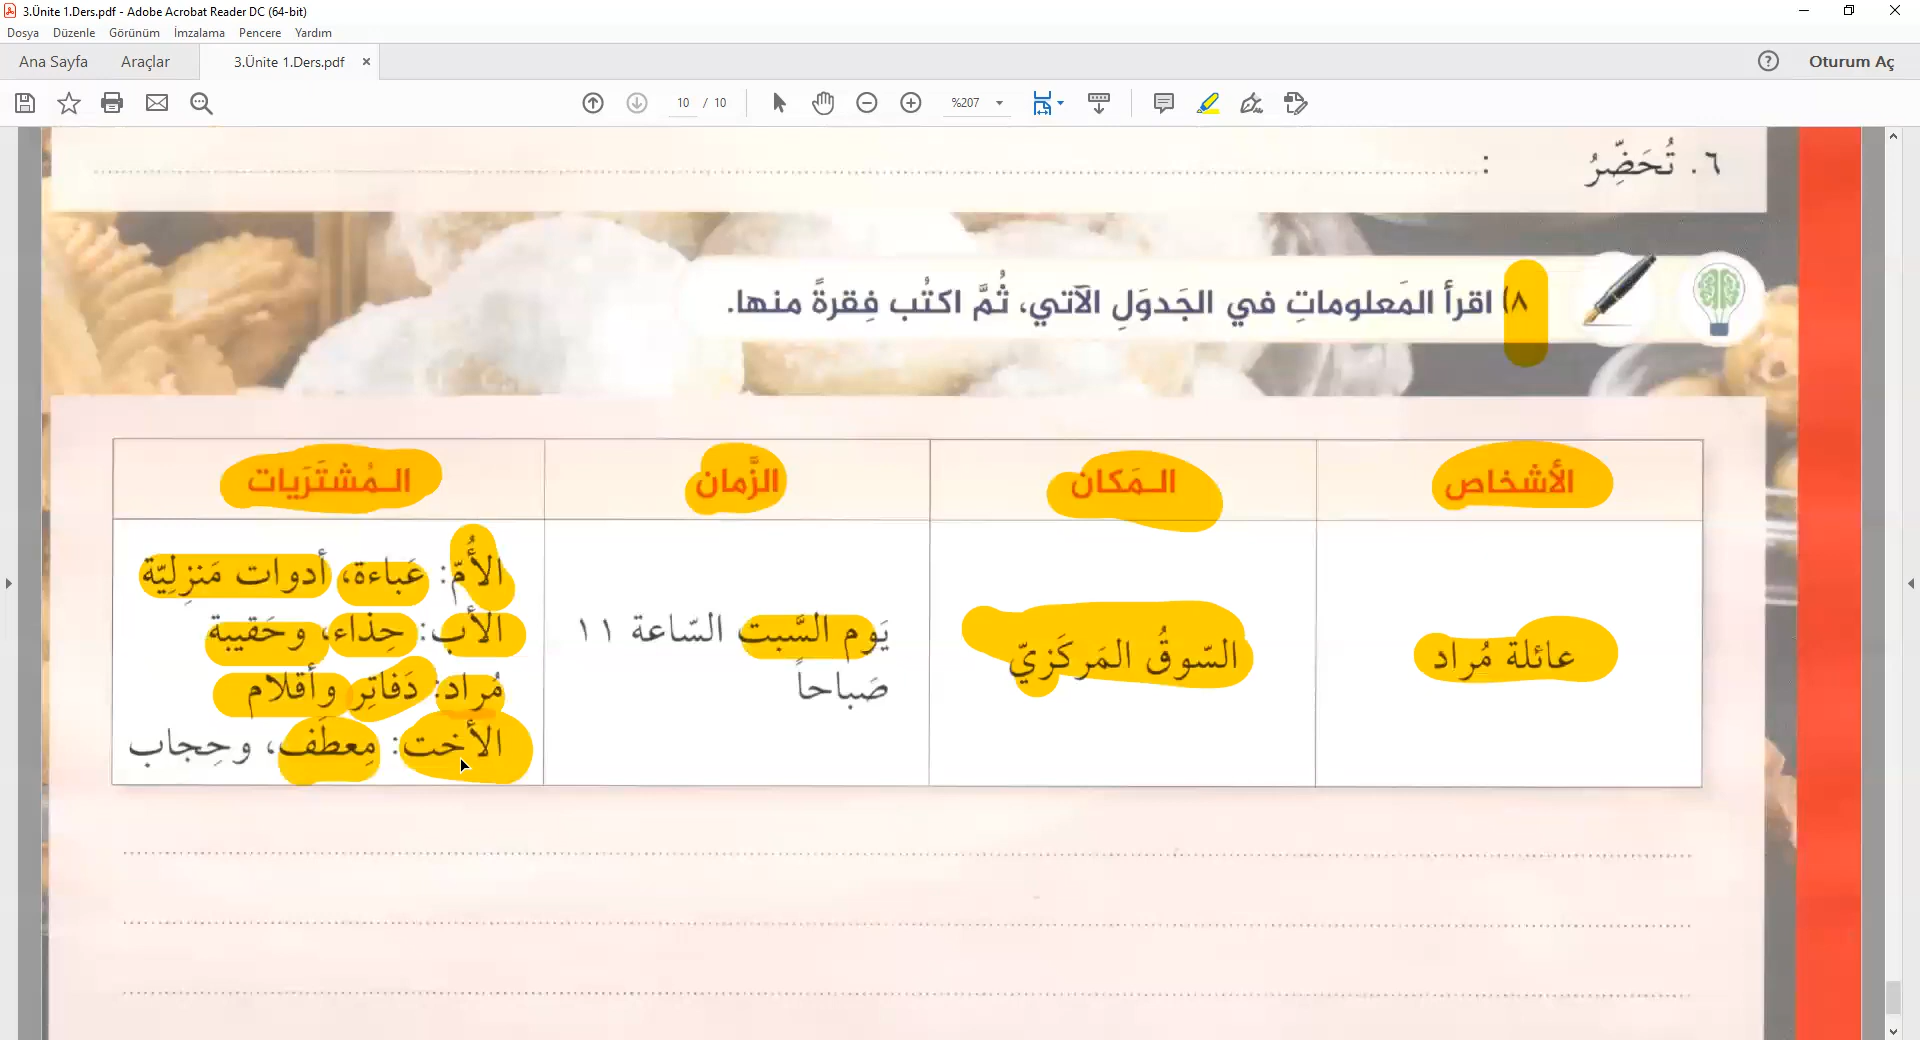 3.Ünite 1.Ders.pdf - Adobe Acrobat Reader DC (64-bit)
Dosya Düzenle Görünüm İmzalama Pencere Yardım
Ana Sayfa Araçlar 3.Ünite 1.Ders.pdf × Oturum Aç
10 / 10 %207
٦. تُحَضِّرُ :
٨) اقرأ المَعلوماتِ في الجَدوَلِ الآتي، ثُمَّ اكتُب فِقرةً منها.
الأشخاص المَكان الزَّمان المُشتَرَيات
عائلة مُراد
السّوقُ المَركَزيّ
يَوم السَّبت السّاعة ١١
صَباحاً
الأُمّ: عَباءة، أدوات مَنزِلِيّة
الأب: حِذاء، وحَقيبة
مُراد: دَفاتِر وأقلام
الأخت: مِعطَف، وحِجاب